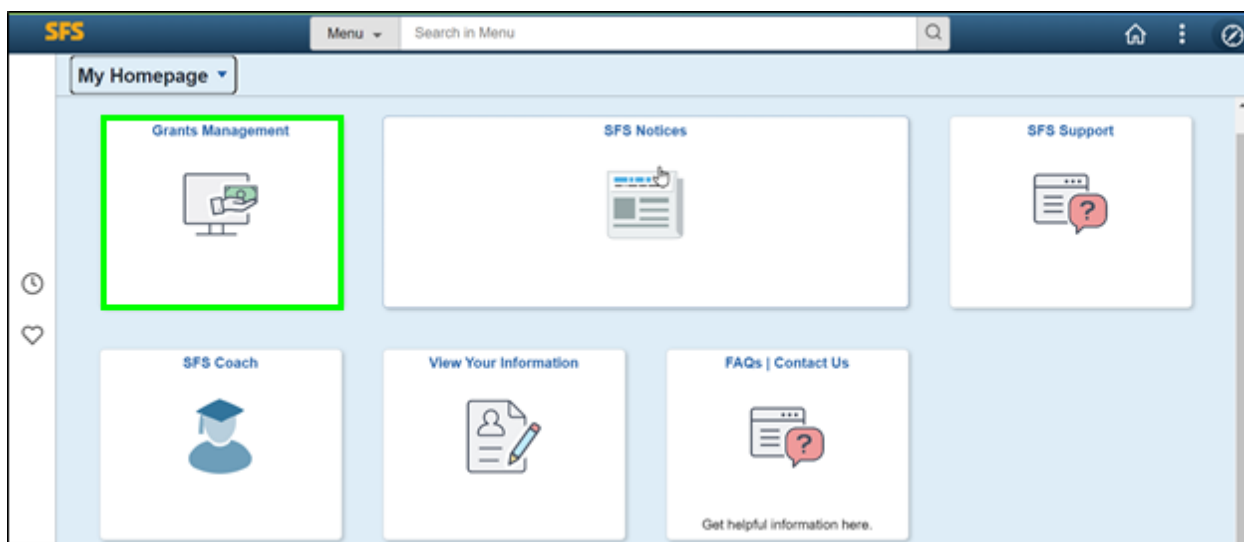 SFS
Menu
Search in Menu
My Homepage
Grants Management
SFS Notices
SFS Support
?
SFS Coach
View Your Information
FAQs | Contact Us
?
Get helpful information here.